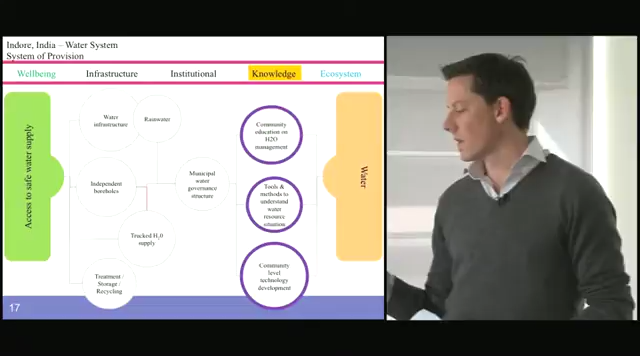 Indore, India – Water System
System of Provision
Wellbeing
Infrastructure
Institutional
Knowledge
Ecosystem
Access to safe water supply
Water
infrastructure
Rainwater
Independent
boreholes
Trucked H₂0
supply
Treatment /
Storage /
Recycling
Municipal
water
governance
structure
Community
education on
H2O
management
Tools &
methods to
understand
water
resource
situation
Community
level
technology
development
Water
17